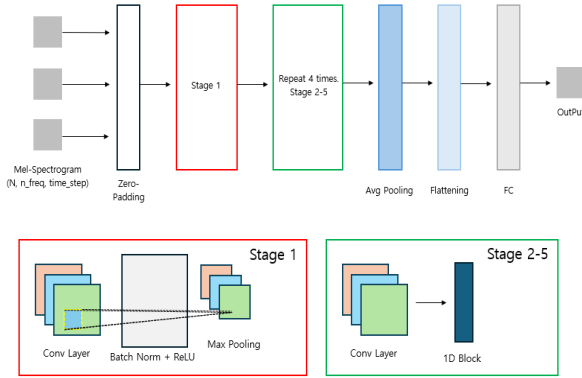 Stage 1
Repeat 4 times.
Stage 2-5
OutPut
Mel-Spectrogram
(N, n_freq, time_step)
Zero-
Padding
Avg Pooling
Flattening
FC
Stage 1
Conv Layer
Batch Norm + ReLU
Max Pooling
Stage 2-5
Conv Layer
1D Block